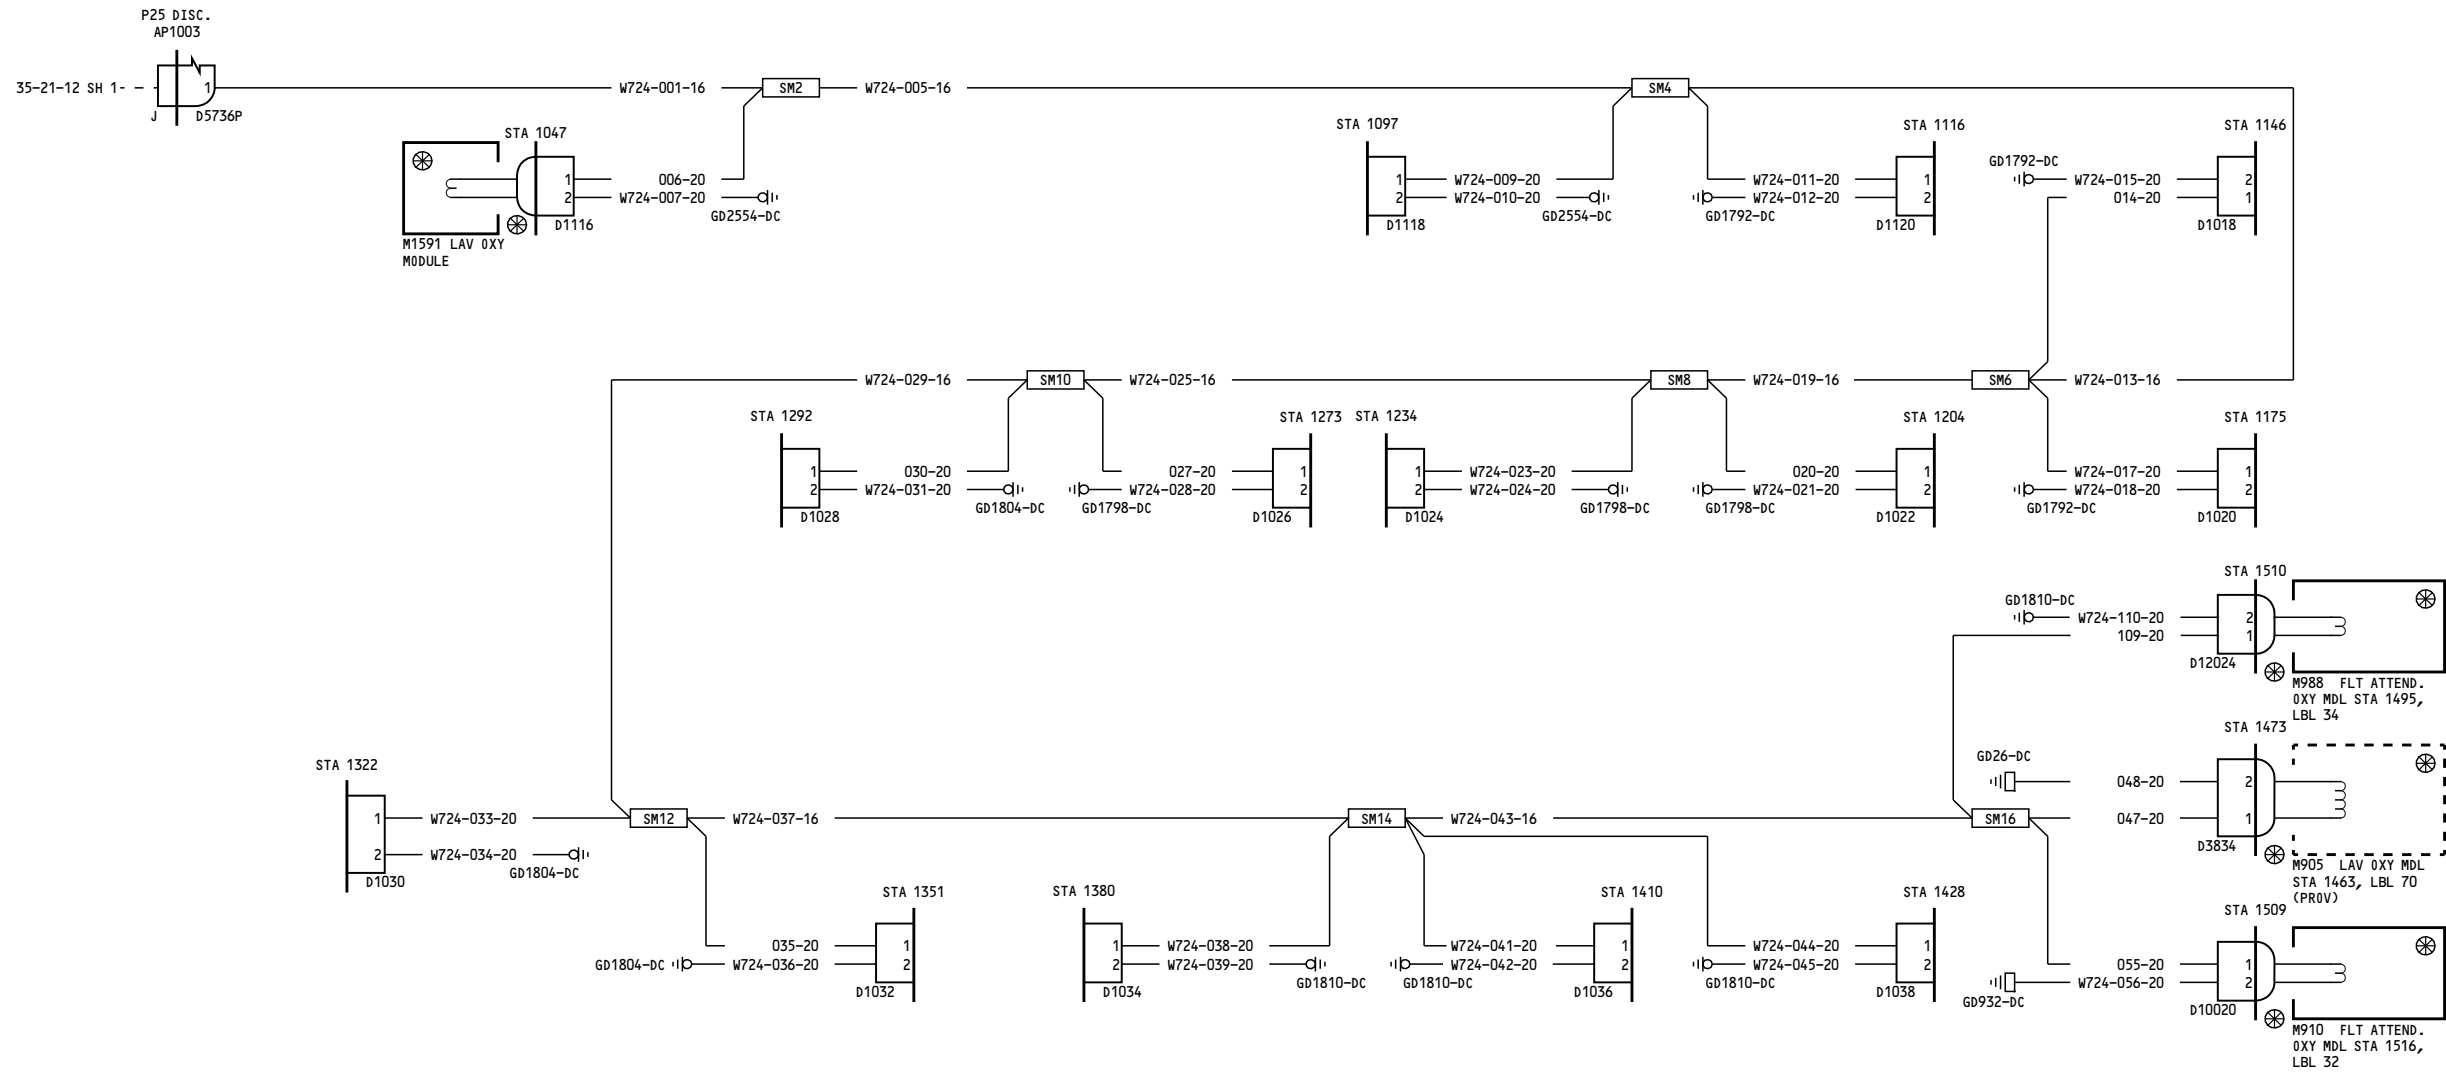 P25 DISC.
AP1003
35-21-12 SH 1-
1
J
D5736P
W724-001-16
SM2
W724-005-16
SM4
STA 1047
1
2
006-20
W724-007-20
GD2554-DC
D1116
M1591 LAV OXY
MODULE
STA 1097
1
2
W724-009-20
W724-010-20
GD2554-DC
D1118
STA 1116
W724-011-20
W724-012-20
1
2
GD1792-DC
D1120
STA 1146
GD1792-DC
W724-015-20
014-20
2
1
D1018
W724-029-16
SM10
W724-025-16
SM8
W724-019-16
SM6
W724-013-16
STA 1292
1
2
030-20
W724-031-20
GD1804-DC
D1028
STA 1273
027-20
W724-028-20
1
2
GD1798-DC
D1026
STA 1234
1
2
W724-023-20
W724-024-20
GD1798-DC
D1024
STA 1204
020-20
W724-021-20
1
2
GD1798-DC
D1022
STA 1175
W724-017-20
W724-018-20
1
2
GD1792-DC
D1020
STA 1510
GD1810-DC
W724-110-20
109-20
2
1
D12024
M988 FLT ATTEND.
OXY MDL STA 1495,
LBL 34
STA 1473
GD26-DC
048-20
047-20
2
1
D3834
M905 LAV OXY MDL
STA 1463, LBL 70
(PROV)
STA 1322
1
2
W724-033-20
W724-034-20
GD1804-DC
D1030
SM12
W724-037-16
SM14
W724-043-16
SM16
STA 1351
035-20
W724-036-20
1
2
GD1804-DC
D1032
STA 1380
1
2
W724-038-20
W724-039-20
GD1810-DC
D1034
STA 1410
W724-041-20
W724-042-20
1
2
GD1810-DC
D1036
STA 1428
W724-044-20
W724-045-20
1
2
GD1810-DC
D1038
STA 1509
055-20
W724-056-20
1
2
GD932-DC
D10020
M910 FLT ATTEND.
OXY MDL STA 1516,
LBL 32